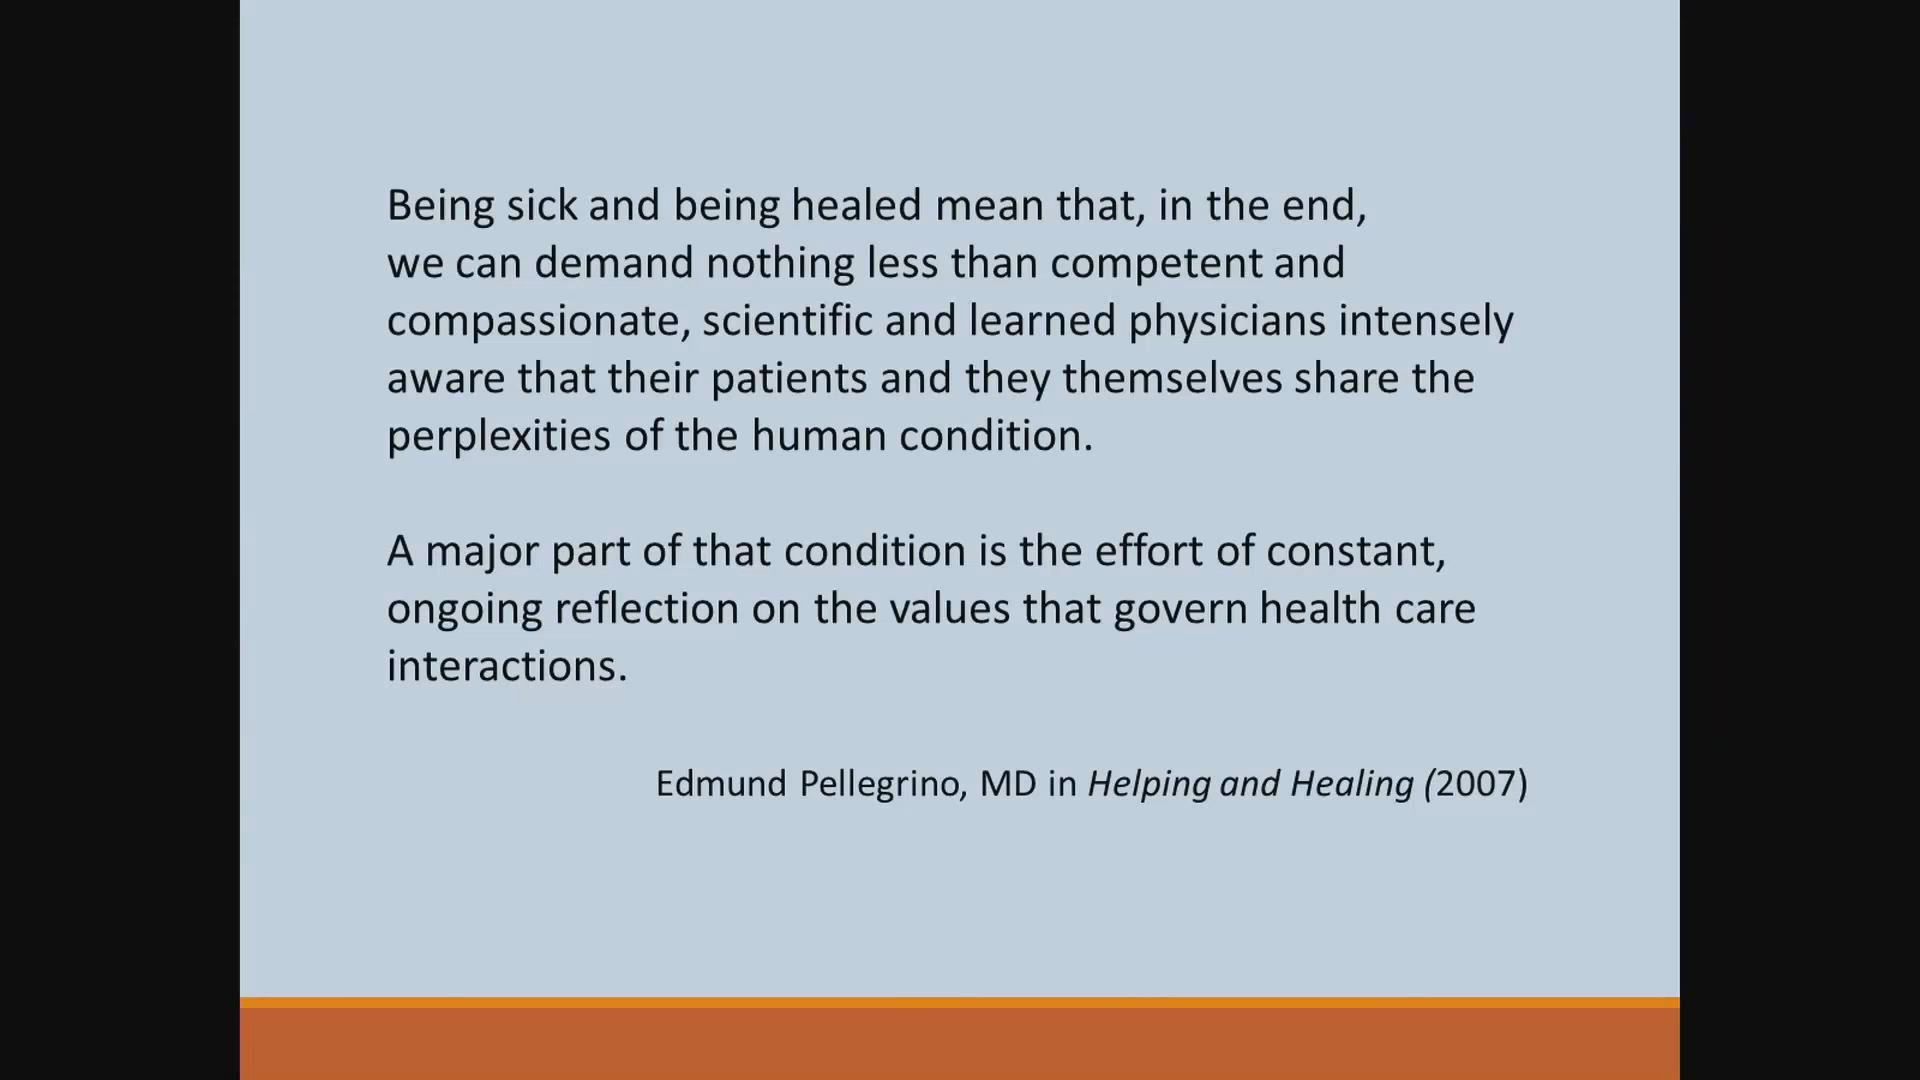 Being sick and being healed mean that, in the end,
we can demand nothing less than competent and
compassionate, scientific and learned physicians intensely
aware that their patients and they themselves share the
perplexities of the human condition.
A major part of that condition is the effort of constant,
ongoing reflection on the values that govern health care
interactions.
Edmund Pellegrino, MD in Helping and Healing (2007)